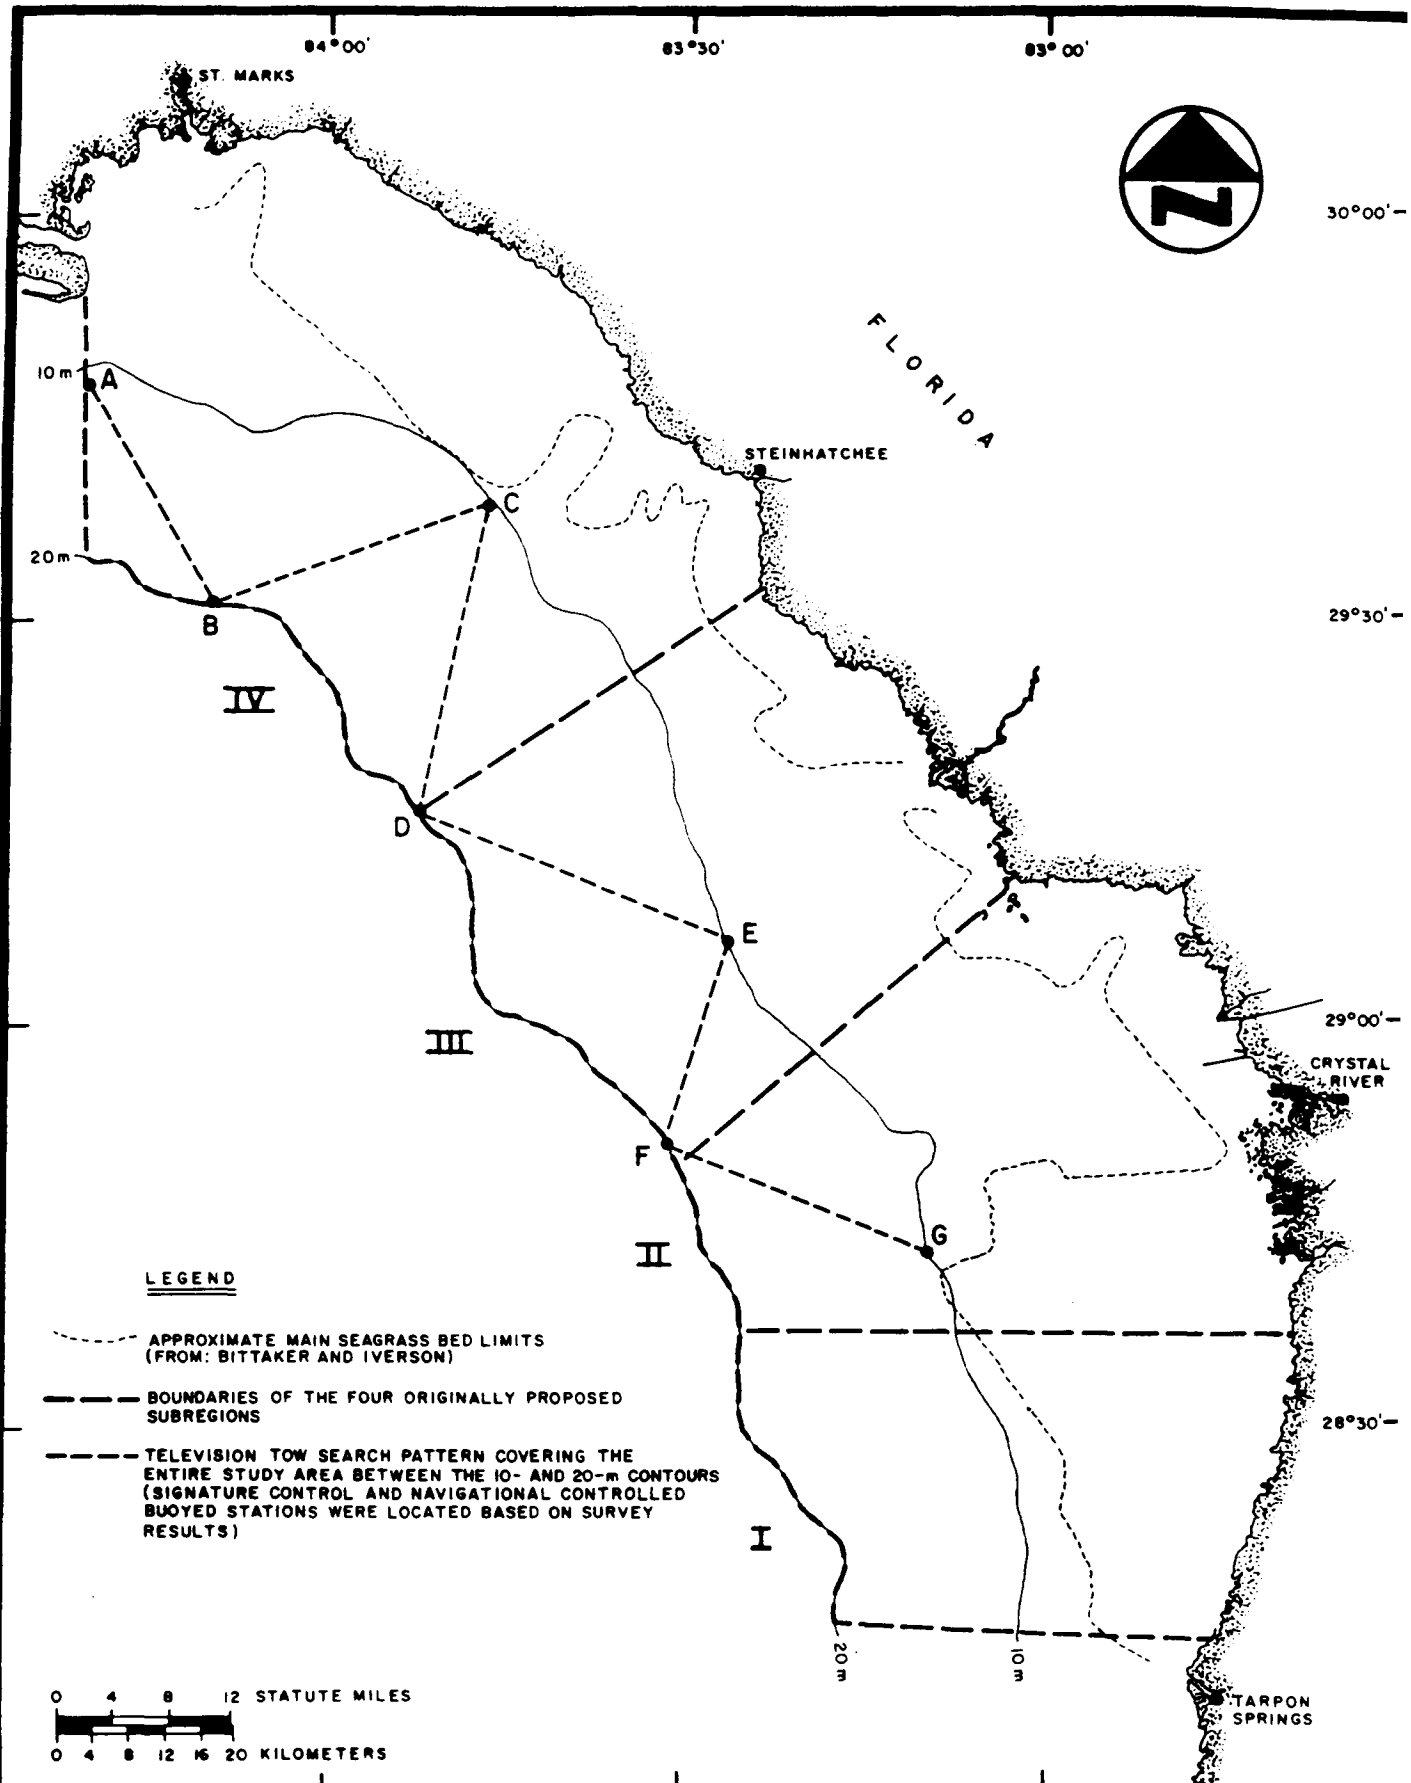 84°00'
83°30'
83°00'
ST. MARKS
N
30°00'
FLORIDA
10 m
A
STEINHATCHEE
C
20 m
B
29°30'
IV
D
E
III
29°00'
CRYSTAL
RIVER
F
G
II
LEGEND
APPROXIMATE MAIN SEAGRASS BED LIMITS
(FROM: BITTAKER AND IVERSON)
BOUNDARIES OF THE FOUR ORIGINALLY PROPOSED
SUBREGIONS
28°30'
TELEVISION TOW SEARCH PATTERN COVERING THE
ENTIRE STUDY AREA BETWEEN THE 10- AND 20-m CONTOURS
(SIGNATURE CONTROL AND NAVIGATIONAL CONTROLLED
BUOYED STATIONS WERE LOCATED BASED ON SURVEY
RESULTS)
I
20 m
10 m
0 4 8 12 STATUTE MILES
0 4 8 12 16 20 KILOMETERS
TARPON
SPRINGS